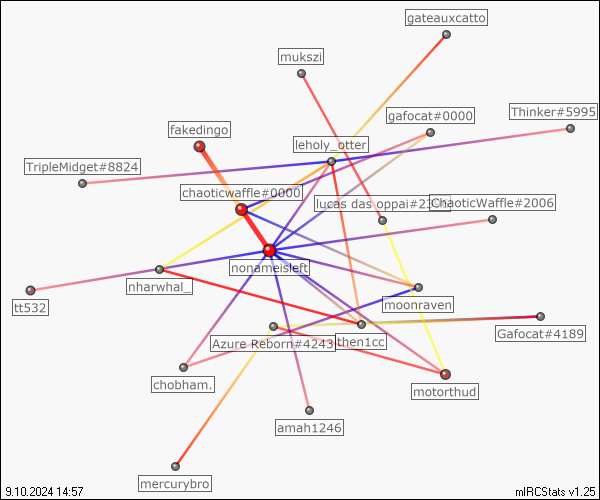 gateauxcatto
mukszi
gafocat#0000
Thinker#5995
fakedingo
leholy_otter
TripleMidget#8824
chaoticwaffle#0000
lucas das oppai#23
ChaoticWaffle#2006
nonameisleft
nharwhal_
moonraven
tt532
Gafocat#4189
Azure Reborn#4243
then1cc
chobham.
motorthud
amah1246
mercurybro
9.10.2024 14:57
mIRCStats v1.25